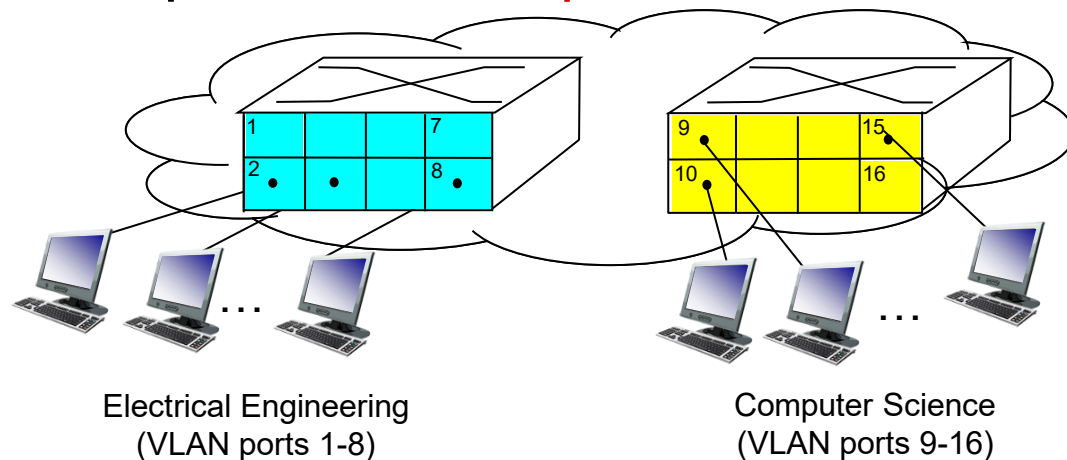 1 7
2 8
9 15
10 16
... ...
Electrical Engineering
(VLAN ports 1-8)
Computer Science
(VLAN ports 9-16)